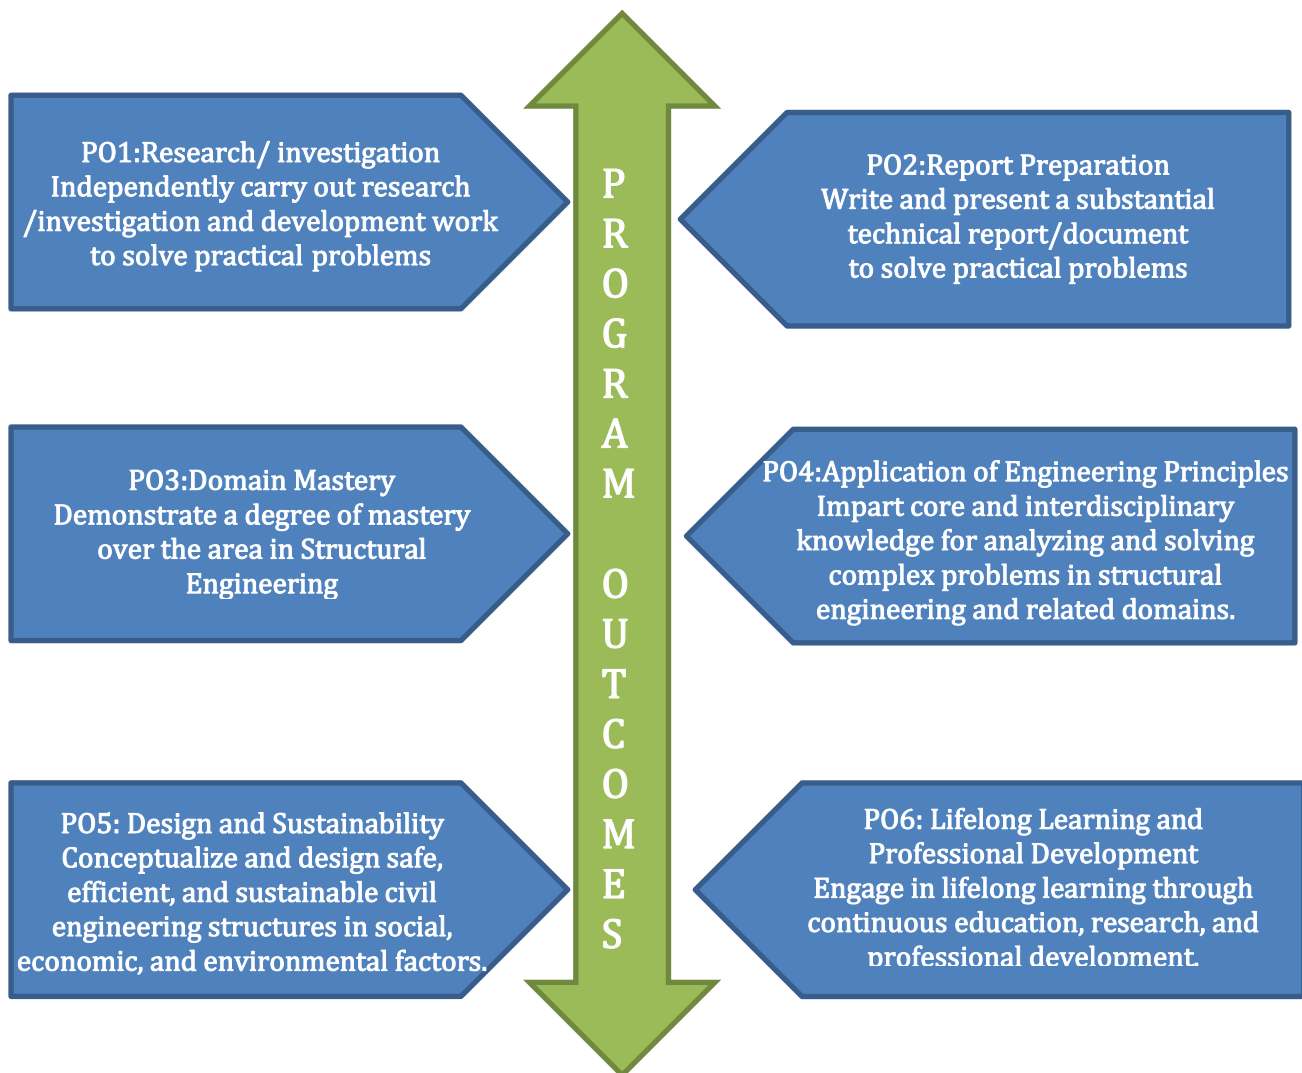 PO1:Research/ investigation
Independently carry out research
/investigation and development work
to solve practical problems
PO2:Report Preparation
Write and present a substantial
technical report/document
to solve practical problems
P
R
O
G
R
A
M
O
U
T
C
O
M
E
S
PO3:Domain Mastery
Demonstrate a degree of mastery
over the area in Structural
Engineering
PO4:Application of Engineering Principles
Impart core and interdisciplinary
knowledge for analyzing and solving
complex problems in structural
engineering and related domains.
PO5: Design and Sustainability
Conceptualize and design safe,
efficient, and sustainable civil
engineering structures in social,
economic, and environmental factors.
PO6: Lifelong Learning and
Professional Development
Engage in lifelong learning through
continuous education, research, and
professional development.